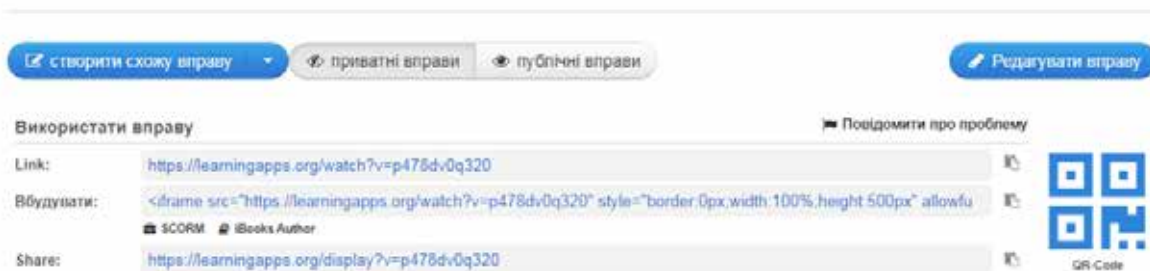 створити схожу вправу приватні вправи публічні вправи Редагувати вправу
Використати вправу Повідомити про проблему
Link: https://learningapps.org/watch?v=p478dv0q320
Вбудувати: <iframe src="https://learningapps.org/watch?v=p478dv0q320" style="border:0px;width:100%;height:500px" allowfu
SCORM iBooks Author
Share: https://learningapps.org/display?v=p478dv0q320
QR-Code